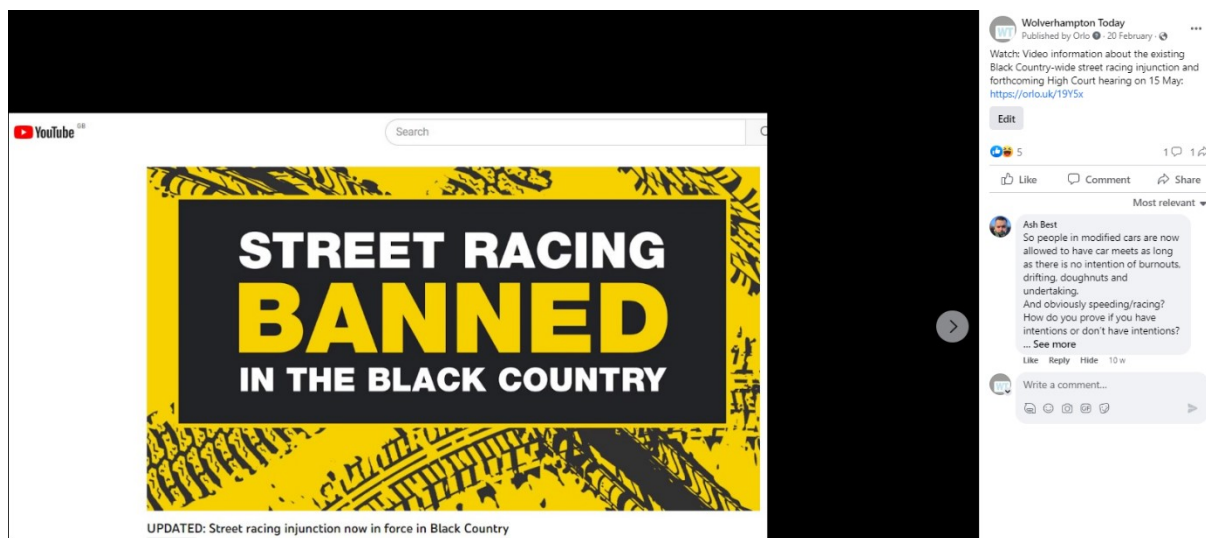 YouTube GB
Search
STREET RACING
BANNED
IN THE BLACK COUNTRY
UPDATED: Street racing injunction now in force in Black Country
WT
Wolverhampton Today
Published by Orlo · 20 February ·
Watch: Video information about the existing
Black Country-wide street racing injunction and
forthcoming High Court hearing on 15 May:
https://orlo.uk/19Y5x
Edit
5
1 1
Like Comment Share
Most relevant
Ash Best
So people in modified cars are now
allowed to have car meets as long
as there is no intention of burnouts,
drifting, doughnuts and
undertaking.
And obviously speeding/racing?
How do you prove if you have
intentions or don't have intentions?
... See more
Like Reply Hide 10 w
WT
Write a comment...
GIF